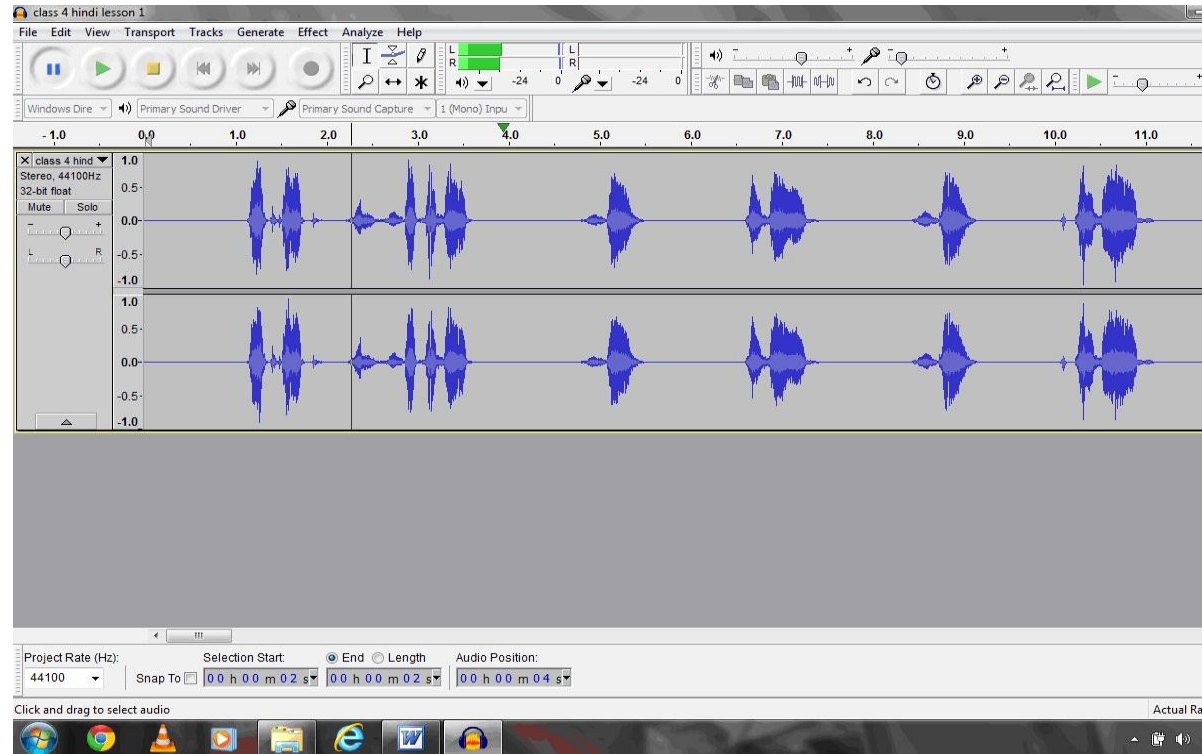 class 4 hindi lesson 1
File Edit View Transport Tracks Generate Effect Analyze Help
L R -24 0 L R -24 0 - + - +
- +
Windows Dire Primary Sound Driver Primary Sound Capture 1 (Mono) Inpu
- 1.0 0.0 1.0 2.0 3.0 4.0 5.0 6.0 7.0 8.0 9.0 10.0 11.0
X class 4 hind 1.0
Stereo, 44100Hz
32-bit float 0.5-
Mute Solo
- + 0.0-
L R -0.5-
-1.0
1.0
0.5-
0.0-
-0.5-
-1.0
Project Rate (Hz): Selection Start: End Length Audio Position:
44100 Snap To 00 h 00 m 02 s 00 h 00 m 02 s 00 h 00 m 04 s
Click and drag to select audio Actual Ra